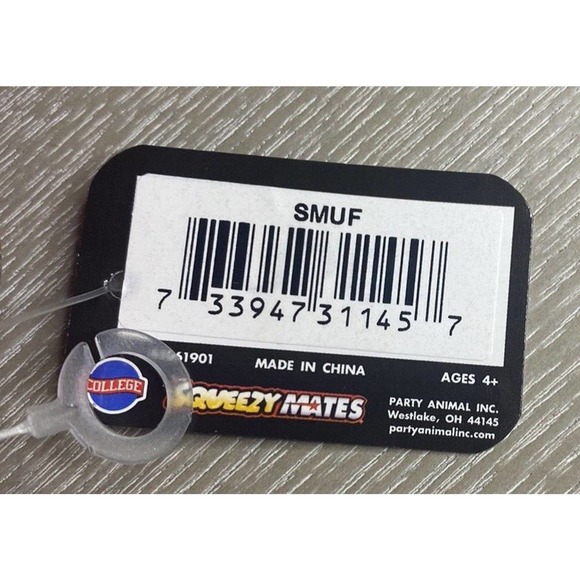 SMUF
7 33947 31145 7
61901 MADE IN CHINA AGES 4+
COLLEGE
SQUEEZY MATES
PARTY ANIMAL INC.
Westlake, OH 44145
partyanimalinc.com